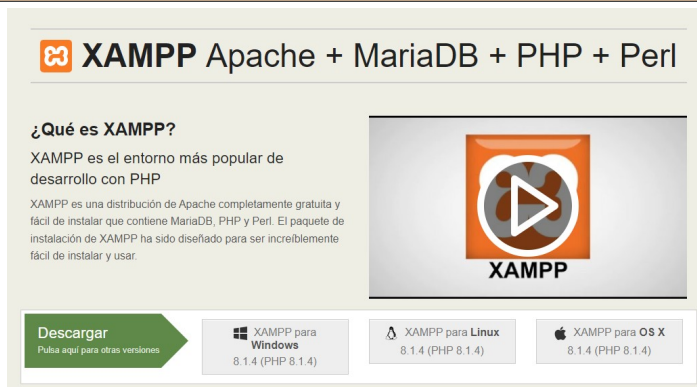 XAMPP Apache + MariaDB + PHP + Perl
¿Qué es XAMPP?
XAMPP es el entorno más popular de
desarrollo con PHP
XAMPP es una distribución de Apache completamente gratuita y
fácil de instalar que contiene MariaDB, PHP y Perl. El paquete de
instalación de XAMPP ha sido diseñado para ser increíblemente
fácil de instalar y usar.
XAMPP
Descargar
Pulsa aquí para otras versiones
XAMPP para
Windows
8.1.4 (PHP 8.1.4)
XAMPP para Linux
8.1.4 (PHP 8.1.4)
XAMPP para OS X
8.1.4 (PHP 8.1.4)